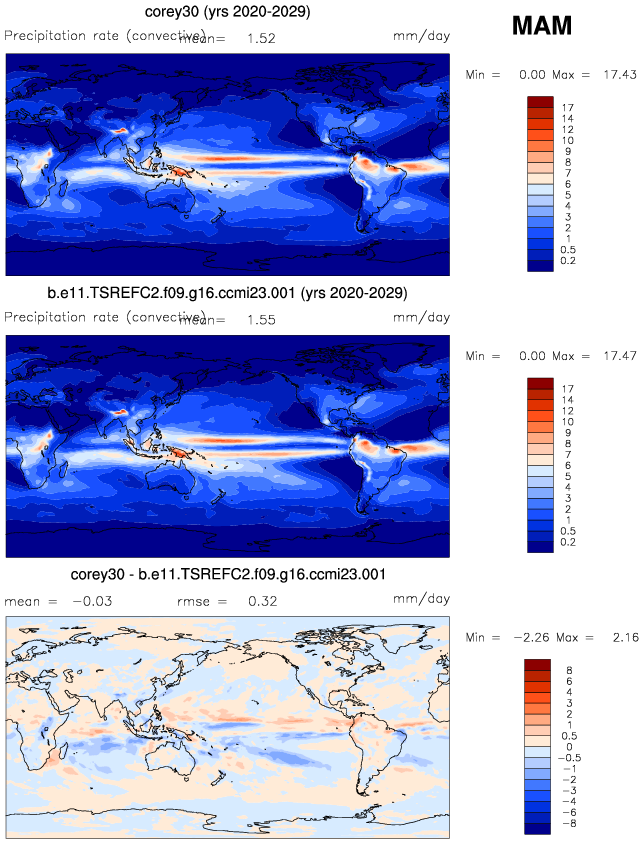 corey30 (yrs 2020-2029)
MAM
Precipitation rate (convective)
mean= 1.52
mm/day
Min = 0.00 Max = 17.43
17
14
12
10
9
8
7
6
5
4
3
2
1
0.5
0.2
b.e11.TSREFC2.f09.g16.ccmi23.001 (yrs 2020-2029)
Precipitation rate (convective)
mean= 1.55
mm/day
Min = 0.00 Max = 17.47
17
14
12
10
9
8
7
6
5
4
3
2
1
0.5
0.2
corey30 - b.e11.TSREFC2.f09.g16.ccmi23.001
mean = -0.03
rmse = 0.32
mm/day
Min = -2.26 Max = 2.16
8
6
4
3
2
1
0.5
0
-0.5
-1
-2
-3
-4
-6
-8